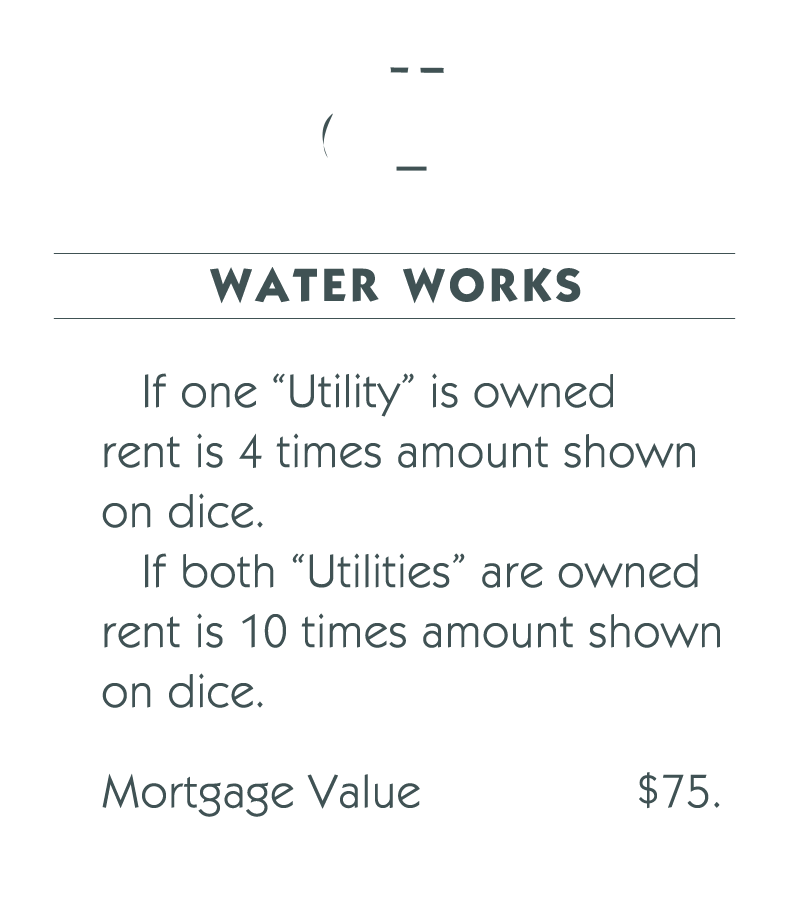 WATER WORKS
If one “Utility” is owned
rent is 4 times amount shown
on dice.
If both “Utilities” are owned
rent is 10 times amount shown
on dice.
Mortgage Value $75.